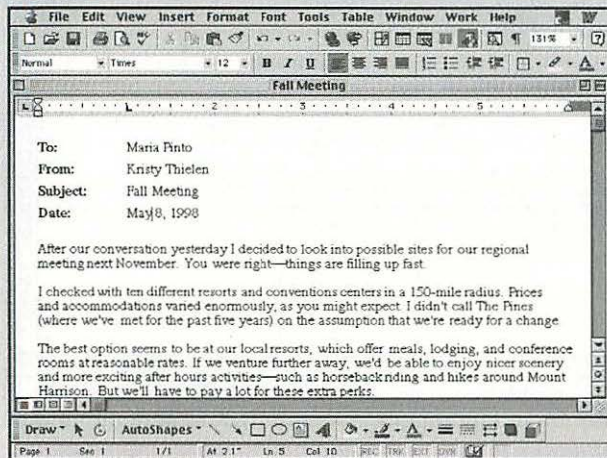 File Edit View Insert Format Font Tools Table Window Work Help
131%
Normal Times 12 B I U
Fall Meeting
2 3 4 5
To: Maria Pinto
From: Kristy Thielen
Subject: Fall Meeting
Date: May 8, 1998
After our conversation yesterday I decided to look into possible sites for our regional
meeting next November. You were right—things are filling up fast.
I checked with ten different resorts and conventions centers in a 150-mile radius. Prices
and accommodations varied enormously, as you might expect. I didn't call The Pines
(where we've met for the past five years) on the assumption that we're ready for a change
The best option seems to be at our local resorts, which offer meals, lodging, and conference
rooms at reasonable rates. If we venture further away, we'd be able to enjoy nicer scenery
and more exciting after hours activities—such as horseback riding and hikes around Mount
Harrison. But we'll have to pay a lot for these extra perks.
Draw AutoShapes
Page 1 Sec 1 1/1 At 2.1" Ln 5 Col 10 REC TRK EXT OVR